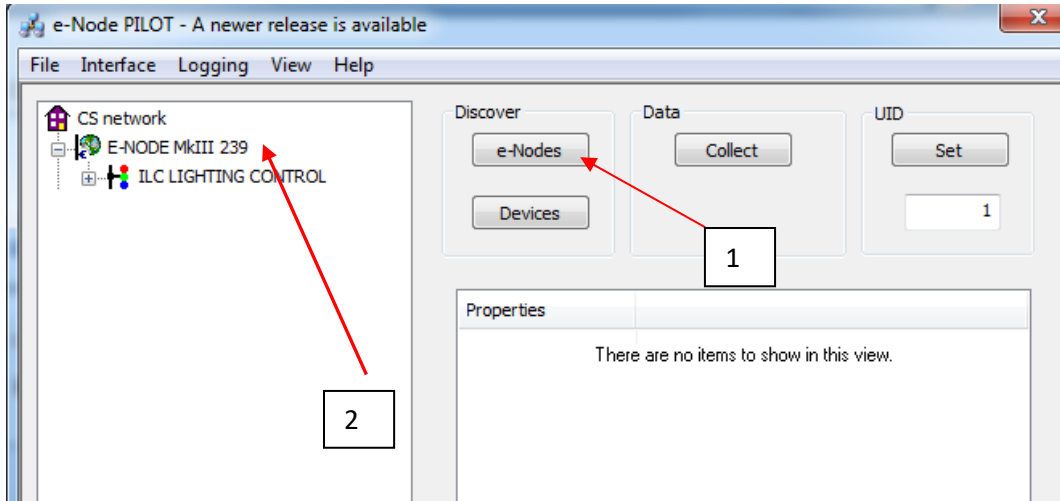 e-Node PILOT - A newer release is available
x
File Interface Logging View Help
CS network
E-NODE MkIII 239
ILC LIGHTING CONTROL
Discover
e-Nodes
Devices
Data
Collect
UID
Set
1
1
Properties
There are no items to show in this view.
2